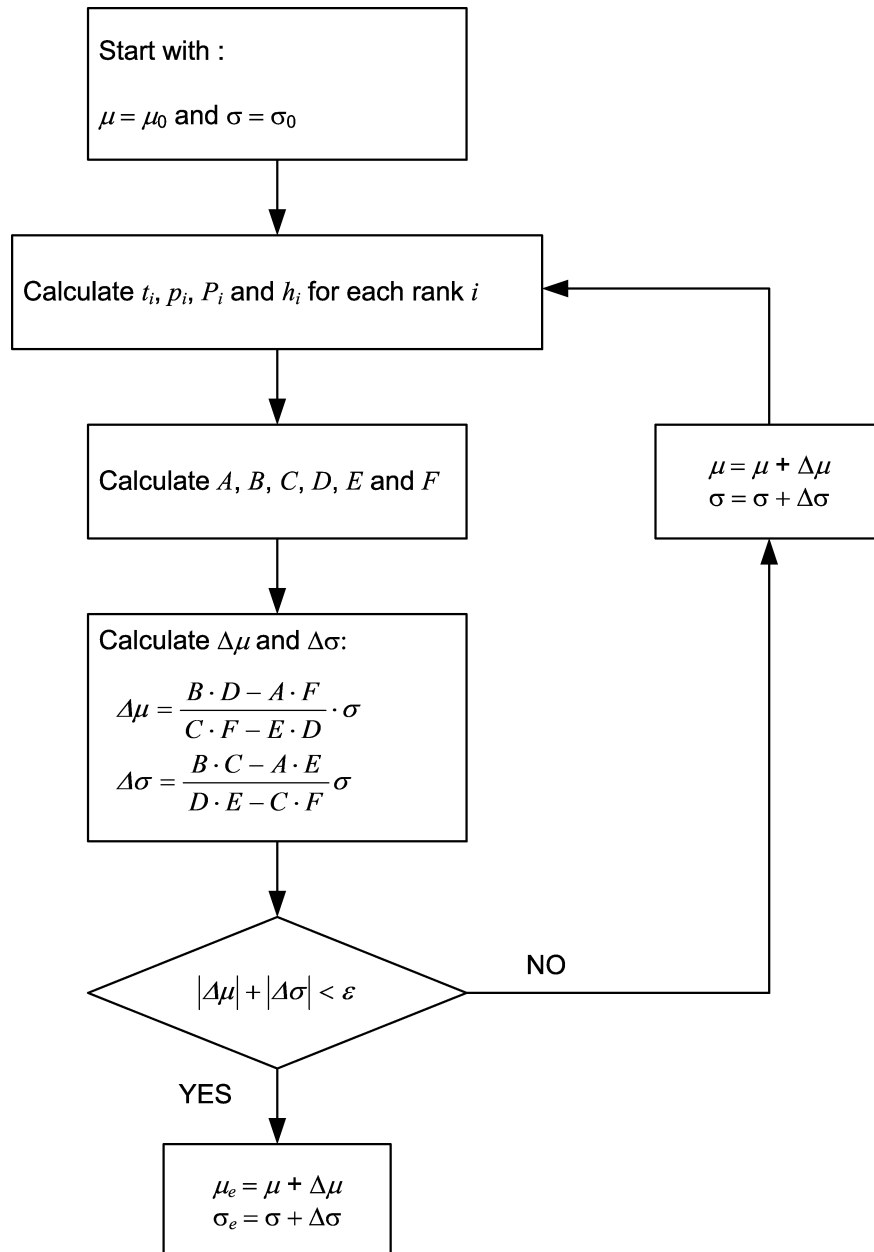 Start with :
μ = μ₀ and σ = σ₀
Calculate tᵢ, pᵢ, Pᵢ and hᵢ for each rank i
Calculate A, B, C, D, E and F
μ = μ + Δμ
σ = σ + Δσ
Calculate Δμ and Δσ:
Δμ = (B · D − A · F) / (C · F − E · D) · σ
Δσ = (B · C − A · E) / (D · E − C · F) σ
|Δμ| + |Δσ| < ε
NO
YES
μₑ = μ + Δμ
σₑ = σ + Δσ